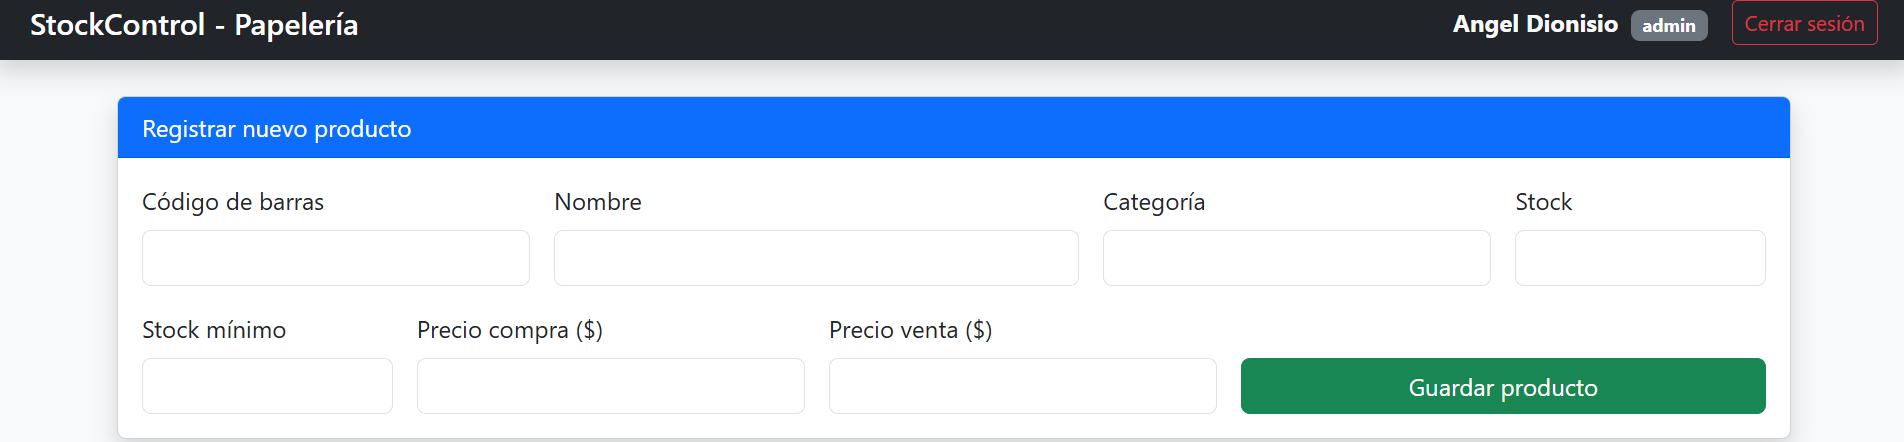 StockControl - Papelería
Angel Dionisio admin Cerrar sesión
Registrar nuevo producto
Código de barras Nombre Categoría Stock
Stock mínimo Precio compra ($) Precio venta ($)
Guardar producto